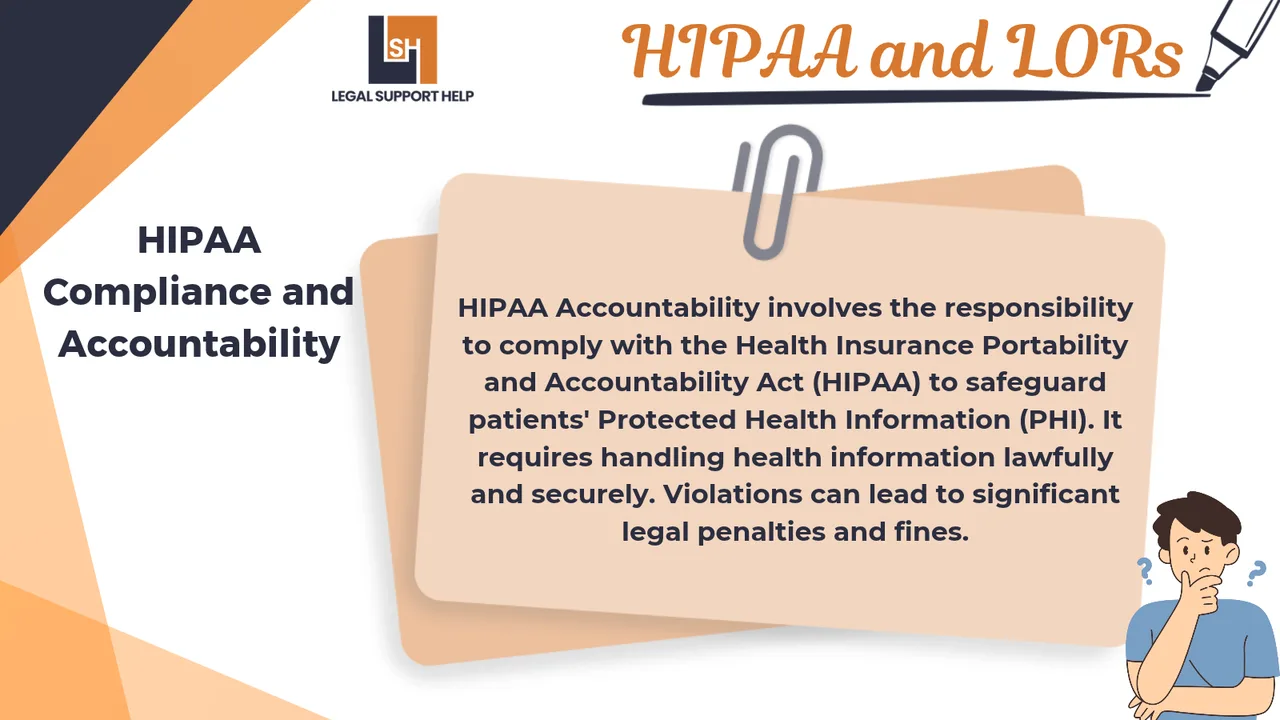 SH
LEGAL SUPPORT HELP
HIPAA and LORs
HIPAA
Compliance and
Accountability
HIPAA Accountability involves the responsibility
to comply with the Health Insurance Portability
and Accountability Act (HIPAA) to safeguard
patients' Protected Health Information (PHI). It
requires handling health information lawfully
and securely. Violations can lead to significant
legal penalties and fines.
? ?